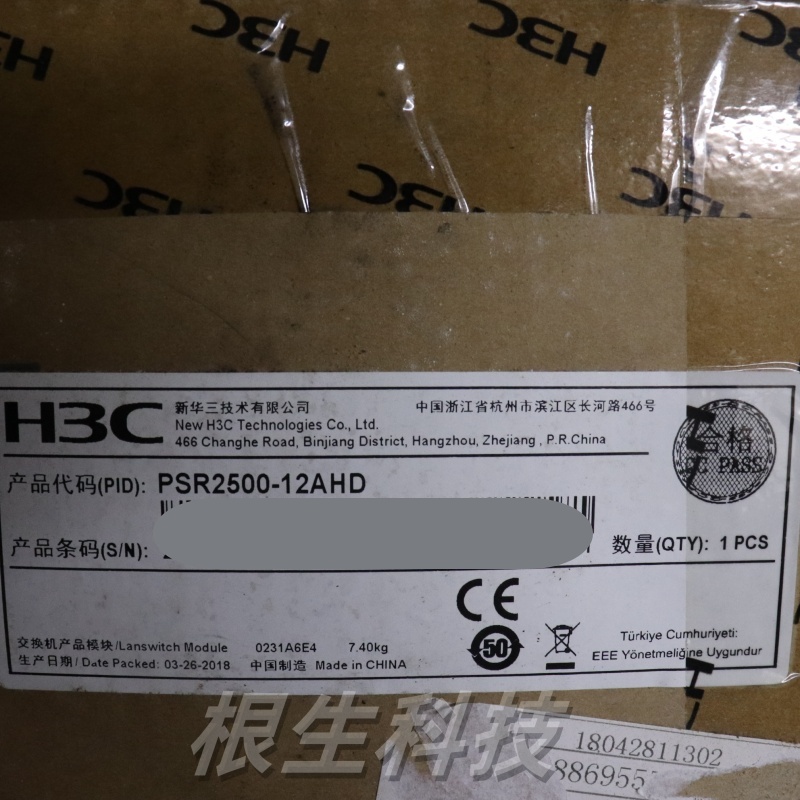 H3C
H3C
H3C
H3C
H3C
H3C
H3C
H3C
新华三技术有限公司
中国浙江省杭州市滨江区长河路466号
New H3C Technologies Co., Ltd.
466 Changhe Road, Binjiang District, Hangzhou, Zhejiang , P.R.China
合格
QC PASS
产品代码(PID): PSR2500-12AHD
产品条码(S/N):
数量(QTY): 1 PCS
CE
交换机产品模块/Lanswitch Module 0231A6E4 7.40kg
生产日期/Date Packed: 03-26-2018 中国制造 Made in CHINA
50
Türkiye Cumhuriyeti:
EEE Yönetmeliğine Uygundur
根生科技
18042811302